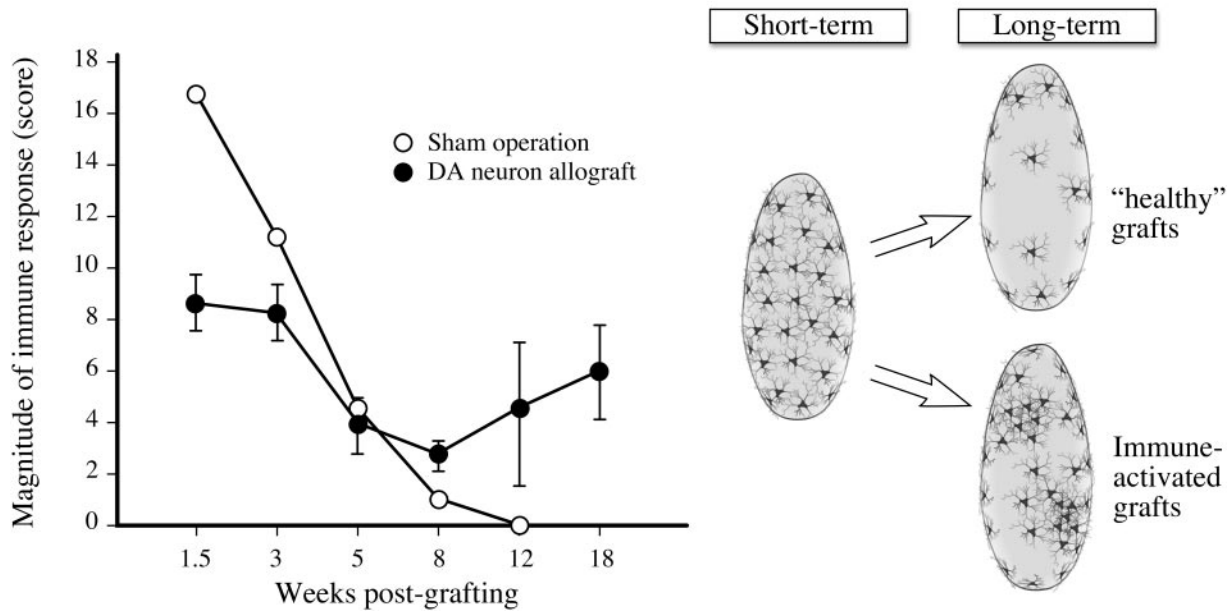 Magnitude of immune response (score)
18
16
14
12
10
8
6
4
2
0
Sham operation
DA neuron allograft
1.5
3
5
8
12
18
Weeks post-grafting
Short-term
Long-term
“healy”
grafts
Immune-
activated
grafts